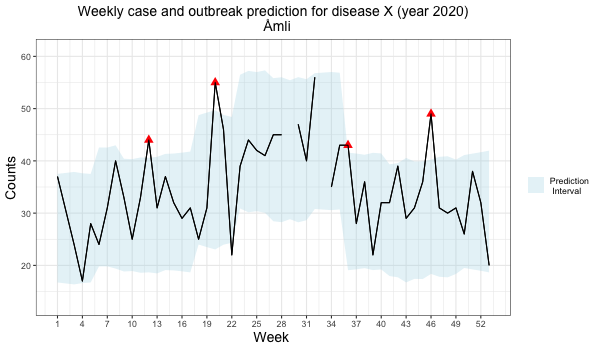 Weekly case and outbreak prediction for disease X (year 2020)
Åmli
Counts
60
50
40
30
20
1 4 7 10 13 16 19 22 25 28 31 34 37 40 43 46 49 52
Week
Prediction
Interval